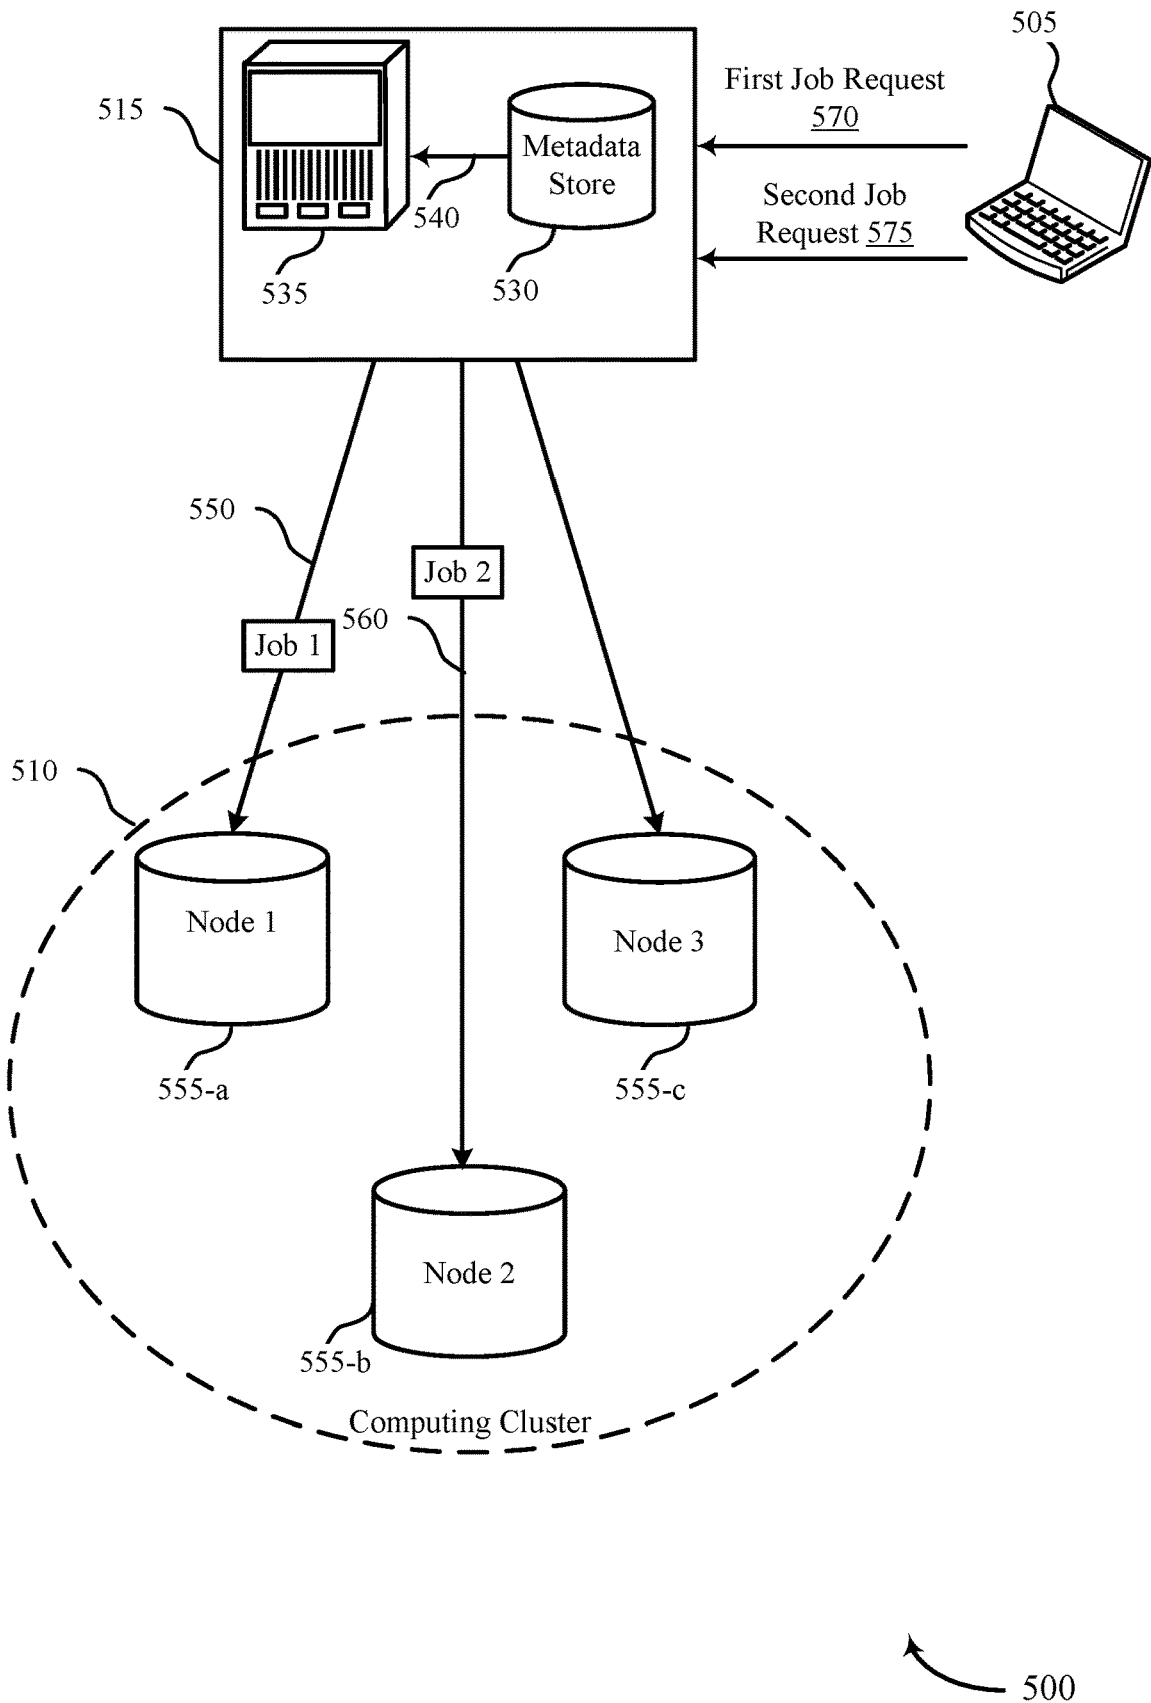 505
First Job Request
570
515
Metadata
Store
540
Second Job
Request 575
535
530
550
Job 2
560
Job 1
510
Node 1
Node 3
555-a
555-c
Node 2
555-b
Computing Cluster
500